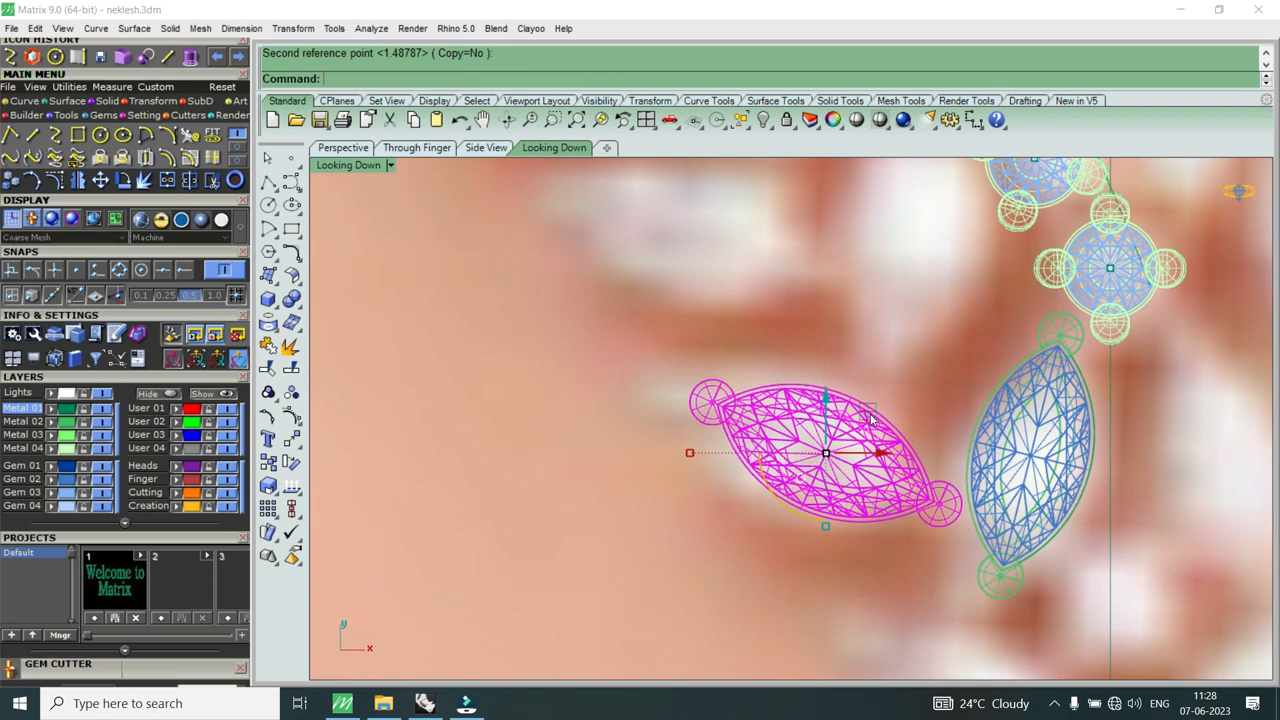 Matrix 9.0 (64-bit) - neklesh.3dm
File Edit View Curve Surface Solid Mesh Dimension Transform Tools Analyze Render Rhino 5.0 Blend Clayoo Help
ICON HISTORY
Second reference point <1.48787> ( Copy=No ):
Command:
MAIN MENU
File View Utilities Measure Custom Reset
Curve Surface Solid Transform SubD Art
Builder Tools Gems Setting Cutters Render
Standard CPlanes Set View Display Select Viewport Layout Visibility Transform Curve Tools Surface Tools Solid Tools Mesh Tools Render Tools Drafting New in V5
Perspective Through Finger Side View Looking Down
Looking Down
FIT
DISPLAY
Coarse Mesh Machine
SNAPS
0.1 0.25 0.5 1.0
INFO & SETTINGS
LAYERS
Lights Hide Show
Metal 01 User 01
Metal 02 User 02
Metal 03 User 03
Metal 04 User 04
Gem 01 Heads
Gem 02 Finger
Gem 03 Cutting
Gem 04 Creation
PROJECTS
Default 1 2 3
Welcome to Matrix
Mngr
GEM CUTTER
y
x
Type here to search
24°C Cloudy
ENG
11:28
07-06-2023